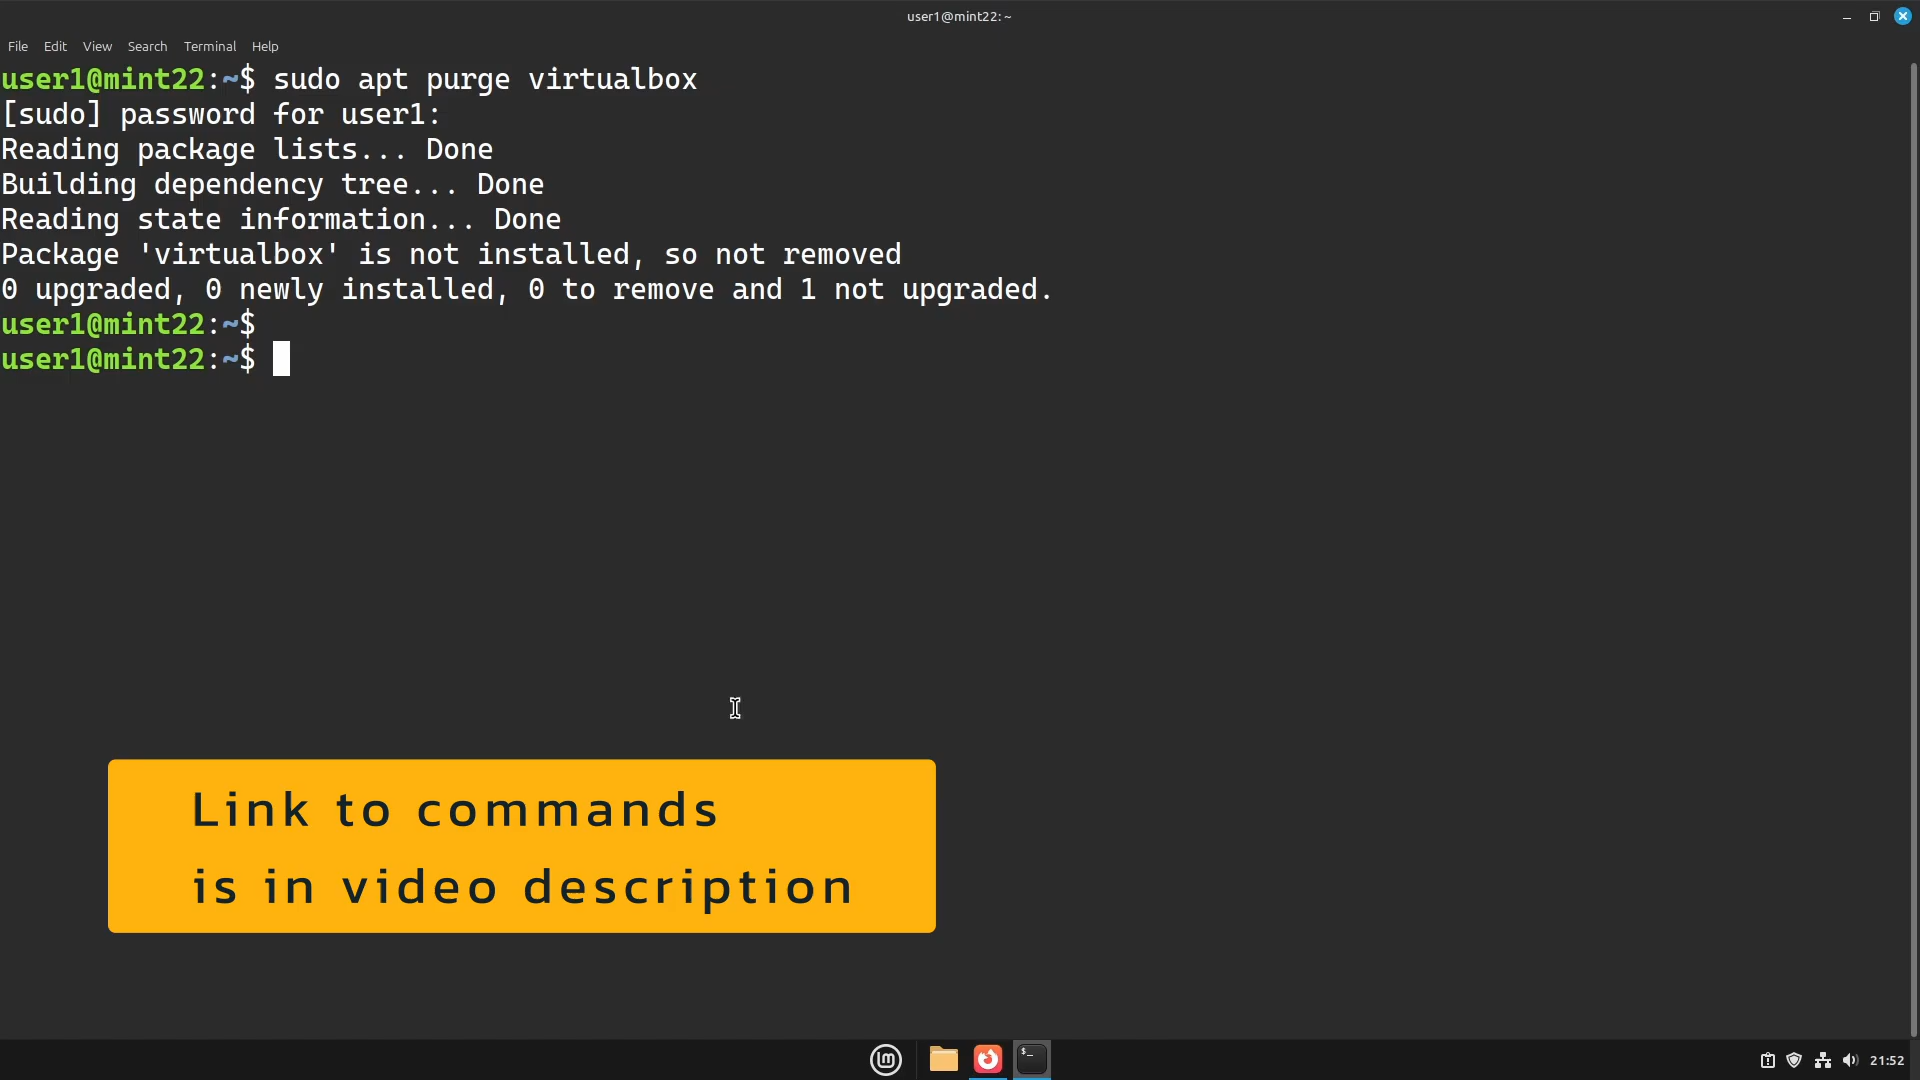 user1@mint22: ~
File Edit View Search Terminal Help
user1@mint22:~$ sudo apt purge virtualbox
[sudo] password for user1:
Reading package lists... Done
Building dependency tree... Done
Reading state information... Done
Package 'virtualbox' is not installed, so not removed
0 upgraded, 0 newly installed, 0 to remove and 1 not upgraded.
user1@mint22:~$
user1@mint22:~$
Link to commands
is in video description
21:52